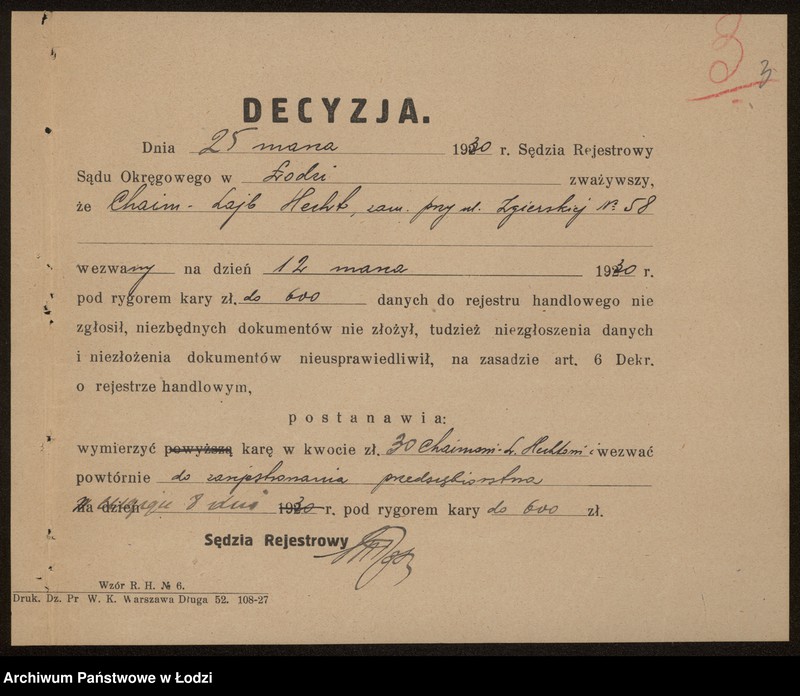 3
3
DECYZJA.
Dnia 25 marca 1930 r. Sędzia Rejestrowy
Sądu Okręgowego w Łodzi zważywszy,
że Chaim-Lajb Hecht, zam. przy ul. Zgierskiej № 58
wezwany na dzień 12 marca 1930 r.
pod rygorem kary zł. do 600 danych do rejestru handlowego nie
zgłosił, niezbędnych dokumentów nie złożył, tudzież niezgłoszenia danych
i niezłożenia dokumentów nieusprawiedliwił, na zasadzie art. 6 Dekr.
o rejestrze handlowym,
postanawia:
wymierzyć powyższą karę w kwocie zł. 30 Chaimowi-L. Hechtowi i wezwać
powtórnie do zarejestrowania przedsiębiorstwa
na dzień w ciągu 8 dni 1930 r. pod rygorem kary do 600 zł.
Sędzia Rejestrowy
Wzór R. H. № 6.
Druk. Dz. Pr W. K. Warszawa Długa 52. 108-27
Archiwum Państwowe w Łodzi